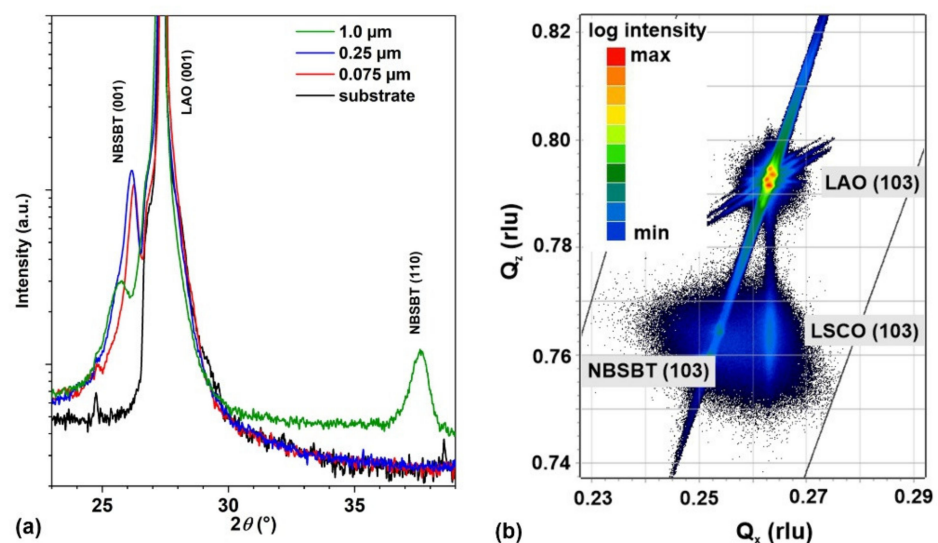 1.0 µm
0.25 µm
0.075 µm
substrate
NBSBT (001)
LAO (001)
NBSBT (110)
Intensity (a.u.)
25
30
35
2θ (°)
(a)
log intensity
max
min
0.82
0.80
0.78
0.76
0.74
Qz (rlu)
LAO (103)
LSCO (103)
NBSBT (103)
0.23
0.25
0.27
0.29
Qx (rlu)
(b)